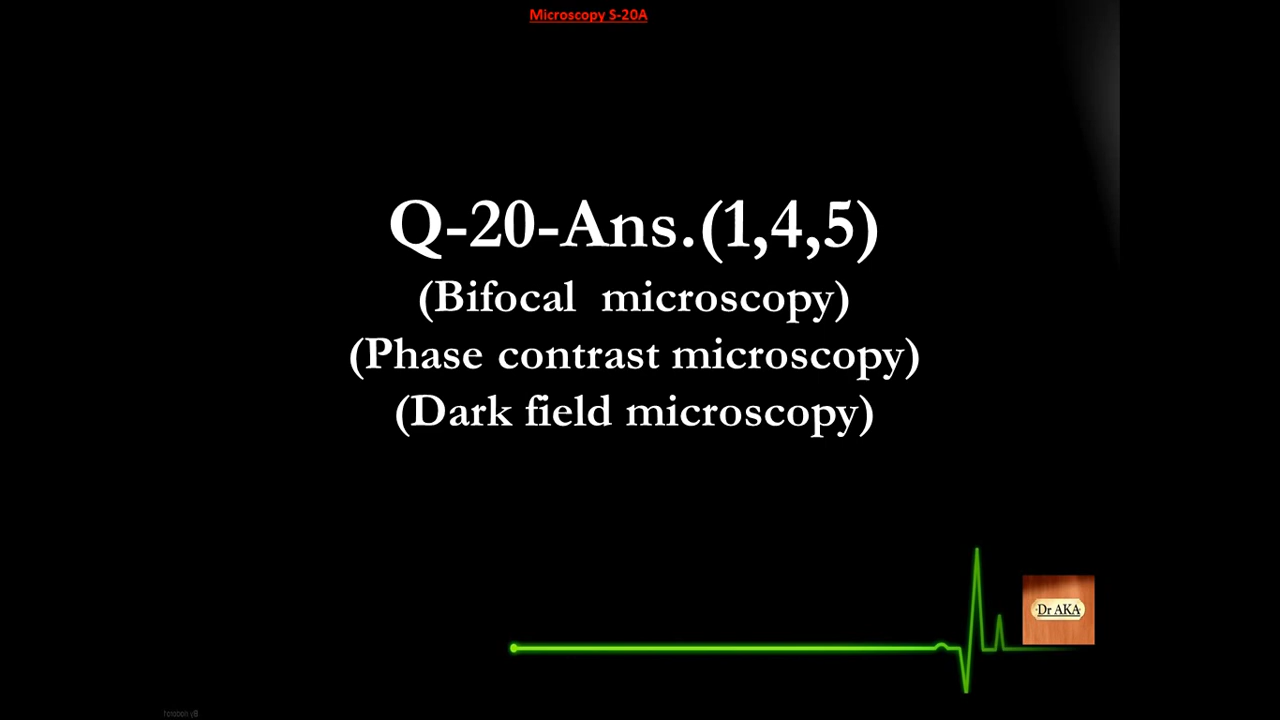 Microscopy S-20A
Q-20-Ans.(1,4,5)
(Bifocal microscopy)
(Phase contrast microscopy)
(Dark field microscopy)
Dr AKA